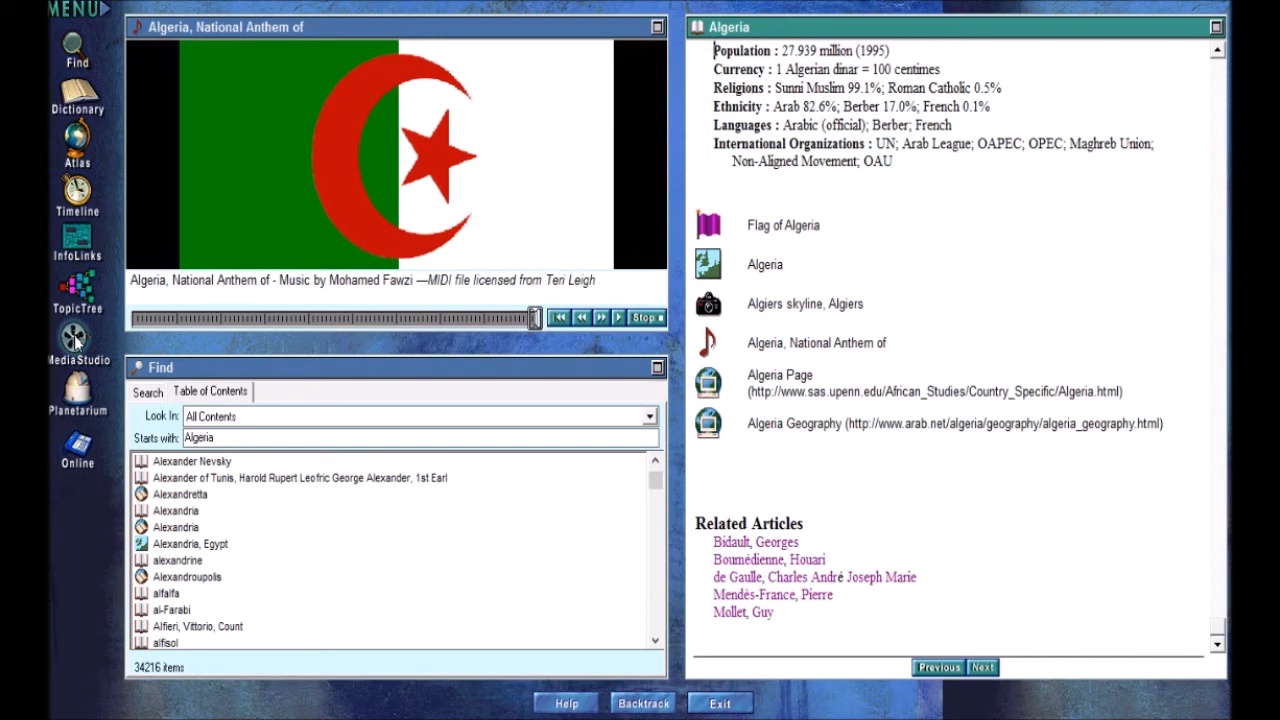 MENU
Find
Dictionary
Atlas
Timeline
InfoLinks
TopicTree
MediaStudio
Planetarium
Online
Algeria, National Anthem of
Algeria, National Anthem of - Music by Mohamed Fawzi —MIDI file licensed from Teri Leigh
Stop
Find
Search
Table of Contents
Look In: All Contents
Starts with: Algeria
Alexander Nevsky
Alexander of Tunis, Harold Rupert Leofric George Alexander, 1st Earl
Alexandretta
Alexandria
Alexandria
Alexandria, Egypt
alexandrine
Alexandroupolis
alfalfa
al-Farabi
Alfieri, Vittorio, Count
alfisol
34216 items
Algeria
Population : 27.939 million (1995)
Currency : 1 Algerian dinar = 100 centimes
Religions : Sunni Muslim 99.1%; Roman Catholic 0.5%
Ethnicity : Arab 82.6%; Berber 17.0%; French 0.1%
Languages : Arabic (official); Berber; French
International Organizations : UN; Arab League; OAPEC; OPEC; Maghreb Union;
Non-Aligned Movement; OAU
Flag of Algeria
Algeria
Algiers skyline, Algiers
Algeria, National Anthem of
Algeria Page
(http://www.sas.upenn.edu/African_Studies/Country_Specific/Algeria.html)
Algeria Geography (http://www.arab.net/algeria/geography/algeria_geography.html)
Related Articles
Bidault, Georges
Boumédienne, Houari
de Gaulle, Charles André Joseph Marie
Mendès-France, Pierre
Mollet, Guy
Previous
Next
Help
Backtrack
Exit